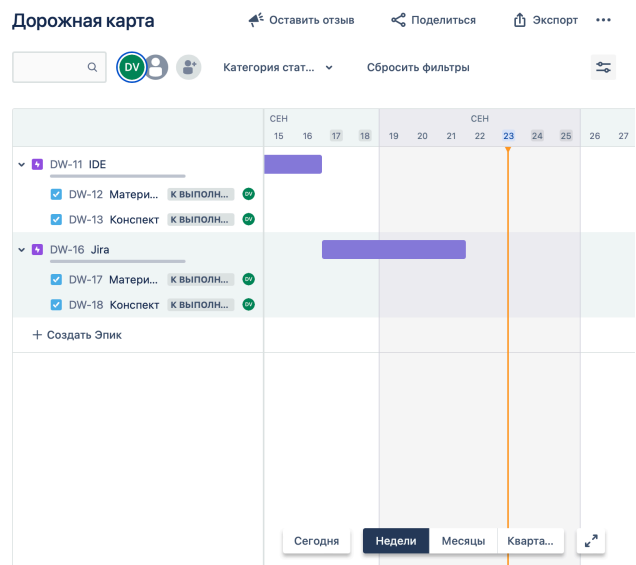 Дорожная карта
Оставить отзыв
Поделиться
Экспорт
DV
Категория стат...
Сбросить фильтры
СЕН СЕН
15 16 17 18 19 20 21 22 23 24 25 26 27
DW-11 IDE
DW-12 Матери... К ВЫПОЛН... DV
DW-13 Конспект К ВЫПОЛН... DV
DW-16 Jira
DW-17 Матери... К ВЫПОЛН... DV
DW-18 Конспект К ВЫПОЛН... DV
+ Создать Эпик
Сегодня Недели Месяцы Кварта...